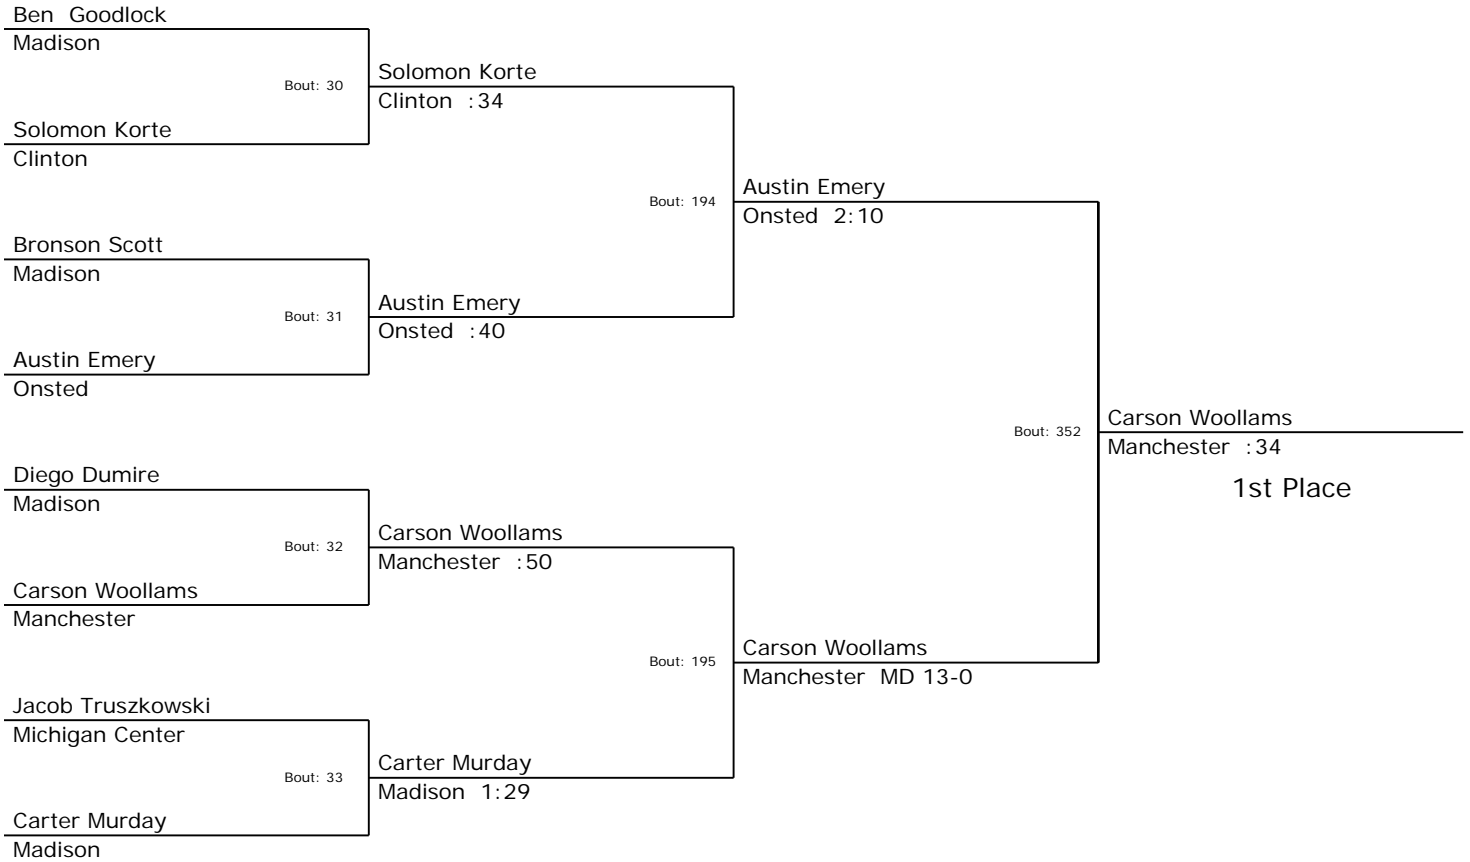 Ben  Goodlock
Madison
Bout: 30
Solomon Korte
Clinton
Solomon Korte
Clinton  :34
Bronson Scott
Madison
Bout: 31
Austin Emery
Onsted
Austin Emery
Onsted  :40
Bout: 194
Austin Emery
Onsted  2:10
Diego Dumire
Madison
Bout: 32
Carson Woollams
Manchester
Carson Woollams
Manchester  :50
Jacob Truszkowski
Michigan Center
Bout: 33
Carter Murday
Madison
Carter Murday
Madison  1:29
Bout: 195
Carson Woollams
Manchester  MD 13-0
Bout: 352
Carson Woollams
Manchester  :34
1st Place